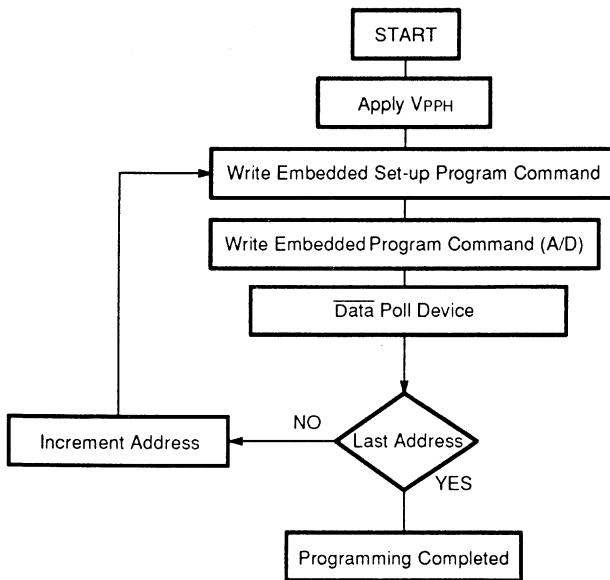 START
Apply VPPH
Write Embedded Set-up Program Command
Write Embedded Program Command (A/D)
Data Poll Device
Last Address
NO
Increment Address
YES
Programming Completed